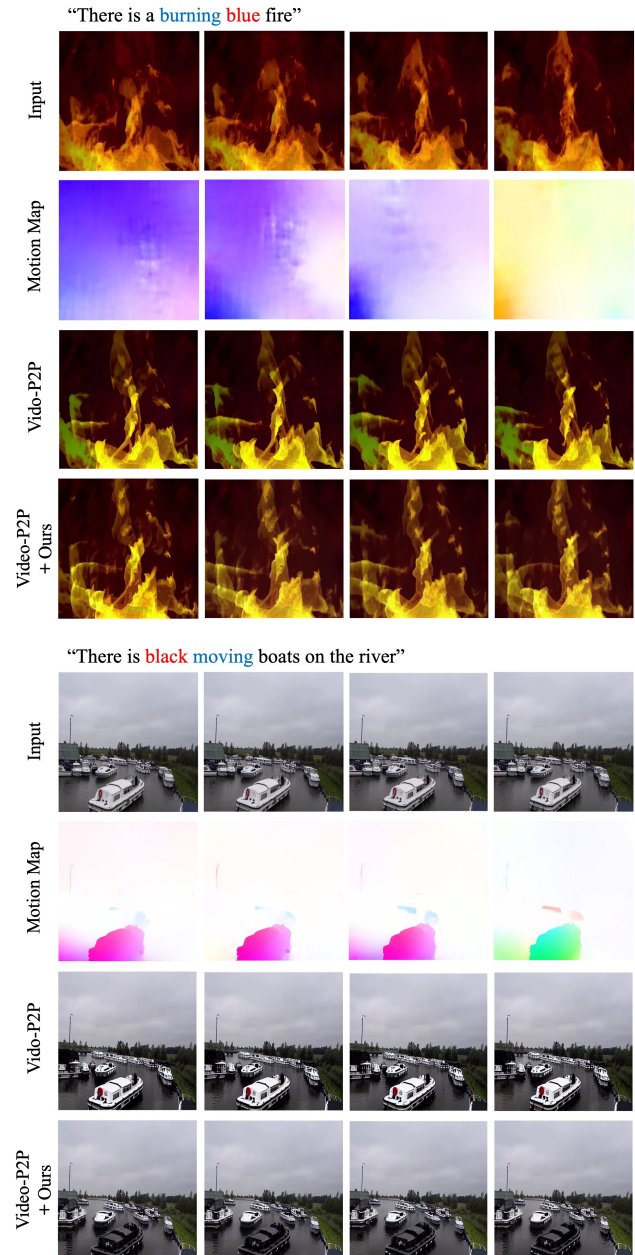 “There is a burning blue fire”
Input
Motion Map
Vido-P2P
Video-P2P
+ Ours
“There is black moving boats on the river”
Input
Motion Map
Vido-P2P
Video-P2P
+ Ours